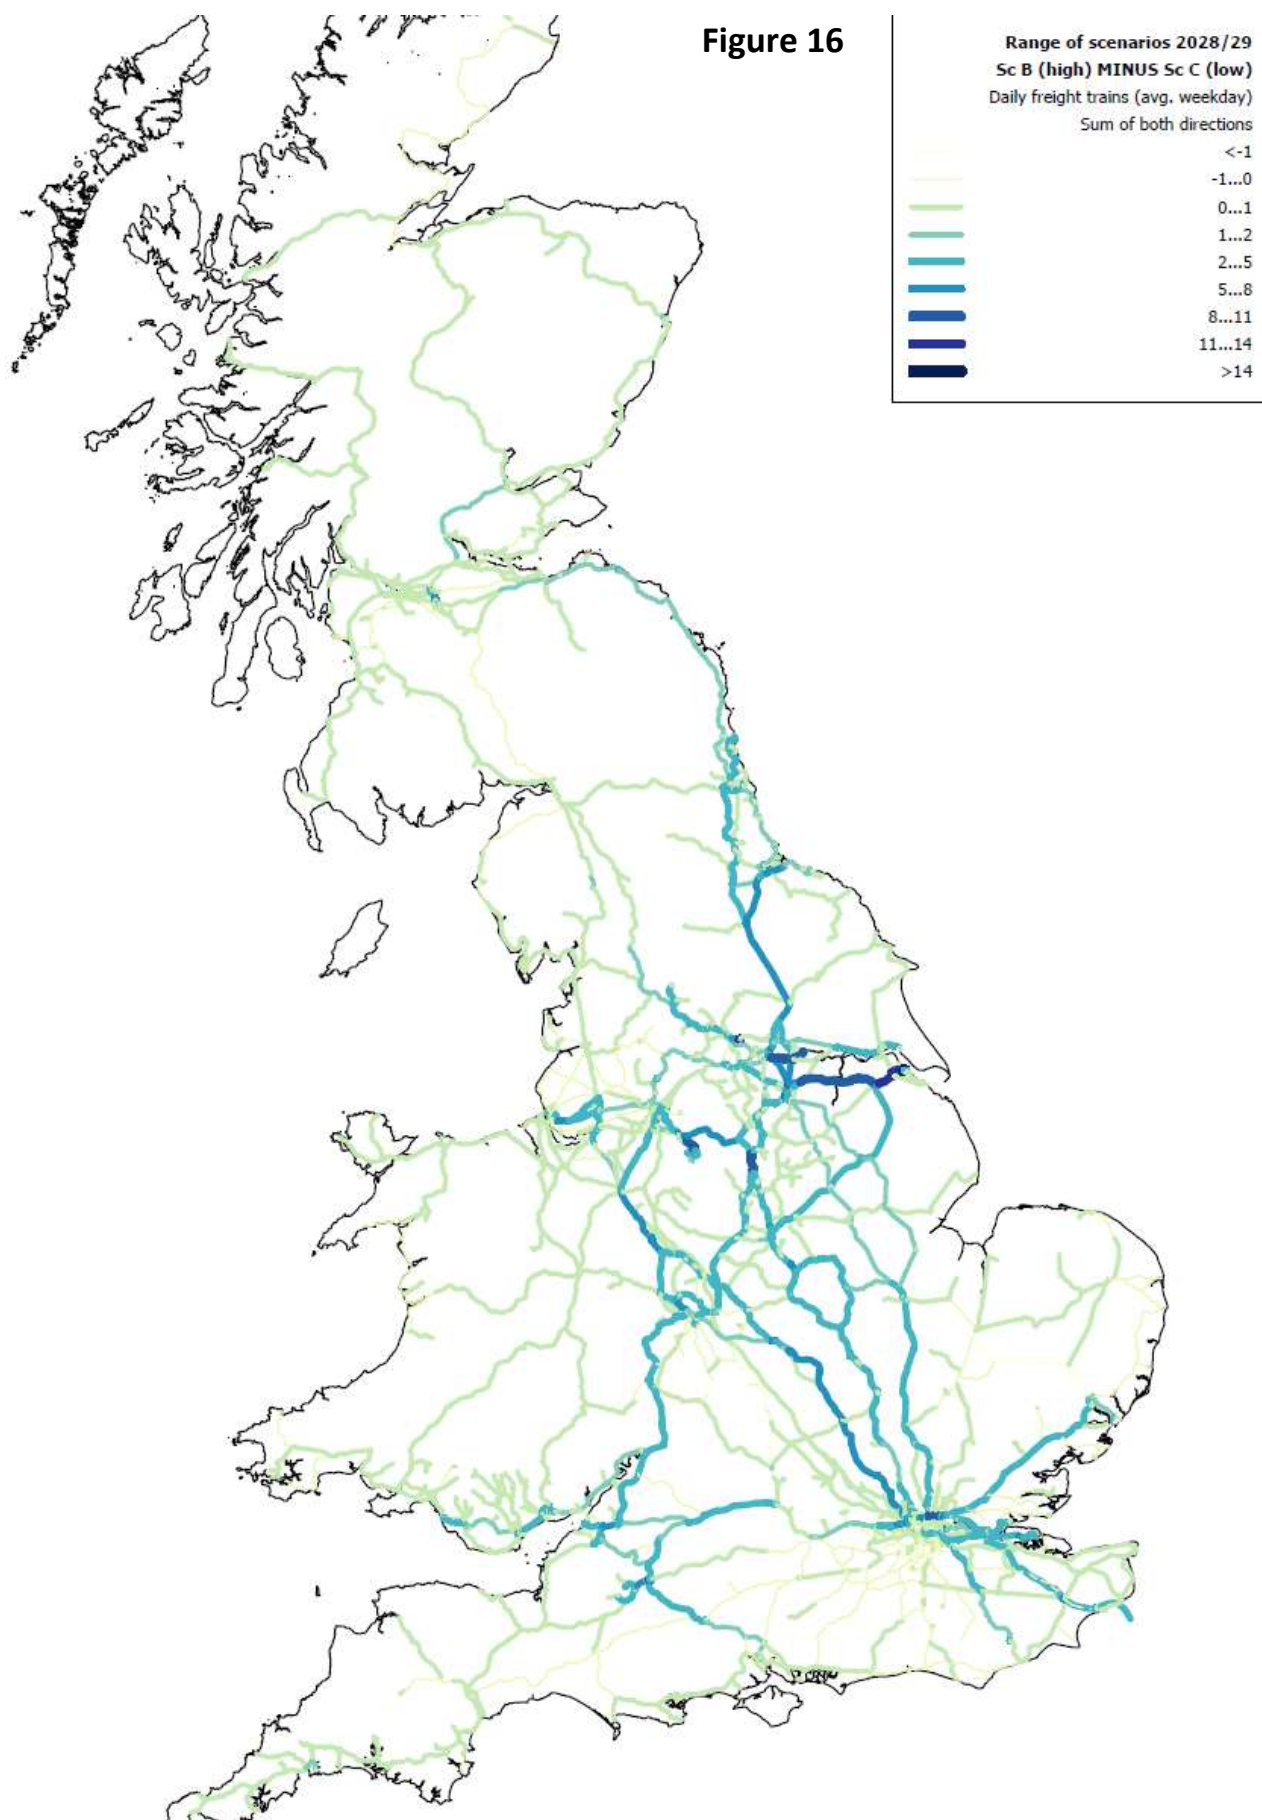 Figure 16
Range of scenarios 2028/29
Sc B (high) MINUS Sc C (low)
Daily freight trains (avg. weekday)
Sum of both directions
<-1
-1...0
0...1
1...2
2...5
5...8
8...11
11...14
>14